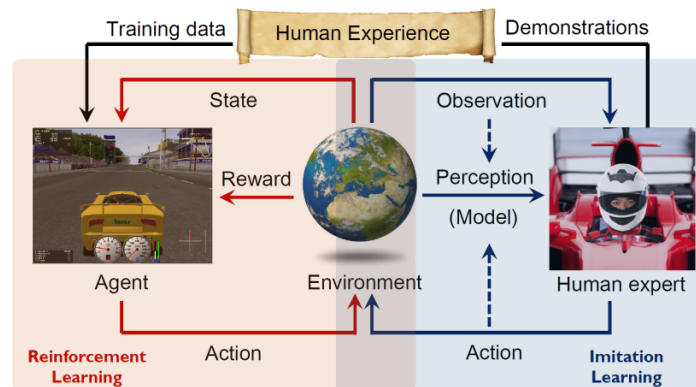 Training data
Human Experience
Demonstrations
State
Observation
Reward
Perception
(Model)
Agent
Environment
Human expert
Action
Action
Reinforcement
Learning
Imitation
Learning